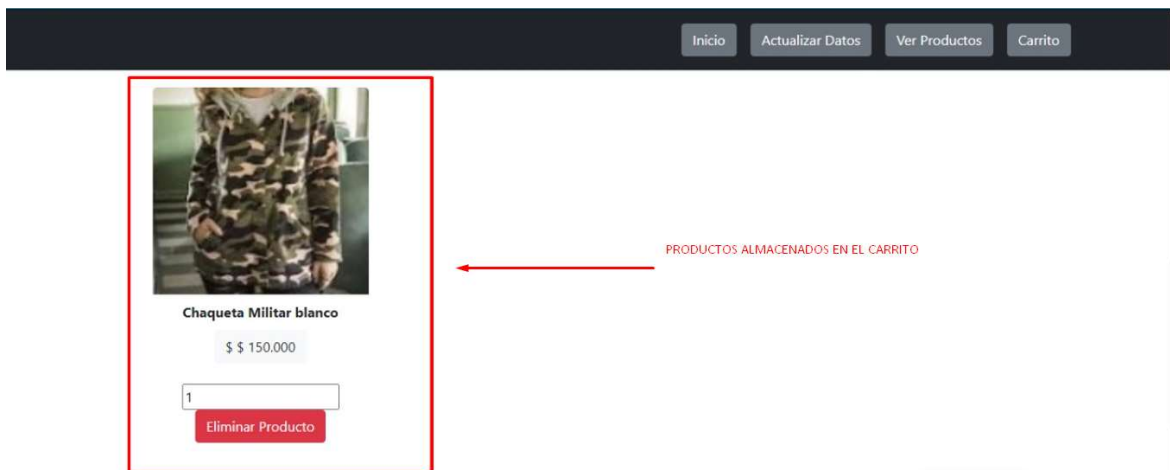 Inicio
Actualizar Datos
Ver Productos
Carrito
PRODUCTOS ALMACENADOS EN EL CARRITO
Chaqueta Militar blanco
$ $ 150.000
1
Eliminar Producto